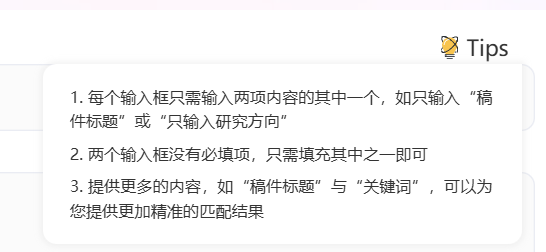 Tips
1. 每个输入框只需输入两项内容的其中一个，如只输入“稿
件标题”或“只输入研究方向”
2. 两个输入框没有必填项，只需填充其中之一即可
3. 提供更多的内容，如“稿件标题”与“关键词”，可以为
您提供更加精准的匹配结果